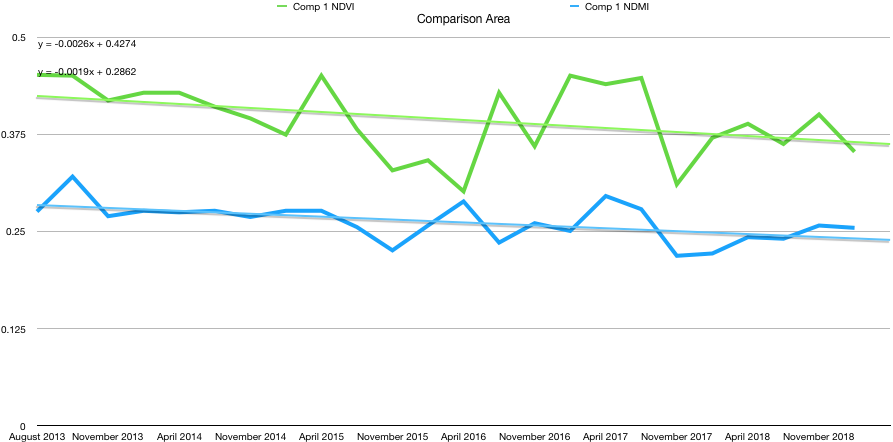 Comp 1 NDVI
Comp 1 NDMI
Comparison Area
0.5
y = -0.0026x + 0.4274
y = -0.0019x + 0.2862
0.375
0.25
0.125
0
August 2013 November 2013 April 2014 November 2014 April 2015 November 2015 April 2016 November 2016 April 2017 November 2017 April 2018 November 2018